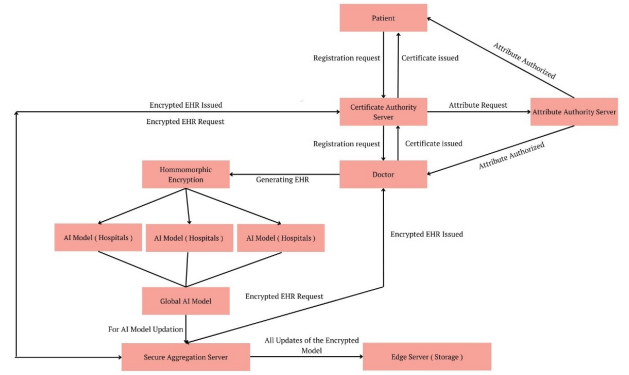 Patient
Attribute Authorized
Registration request
Certificate issued
Encrypted EHR Issued
Encrypted EHR Request
Certificate Authority
Server
Attribute Request
Attribute Authority Server
Registration request
Certificate issued
Attribute Authorized
Hommomorphic
Encryption
Generating EHR
Doctor
AI Model ( Hospitals )
AI Model ( Hospitals )
AI Model ( Hospitals )
Encrypted EHR Issued
Global AI Model
Encrypted EHR Request
For AI Model Updation
Secure Aggregation Server
All Updates of the Encrypted
Model
Edge Server ( Storage )